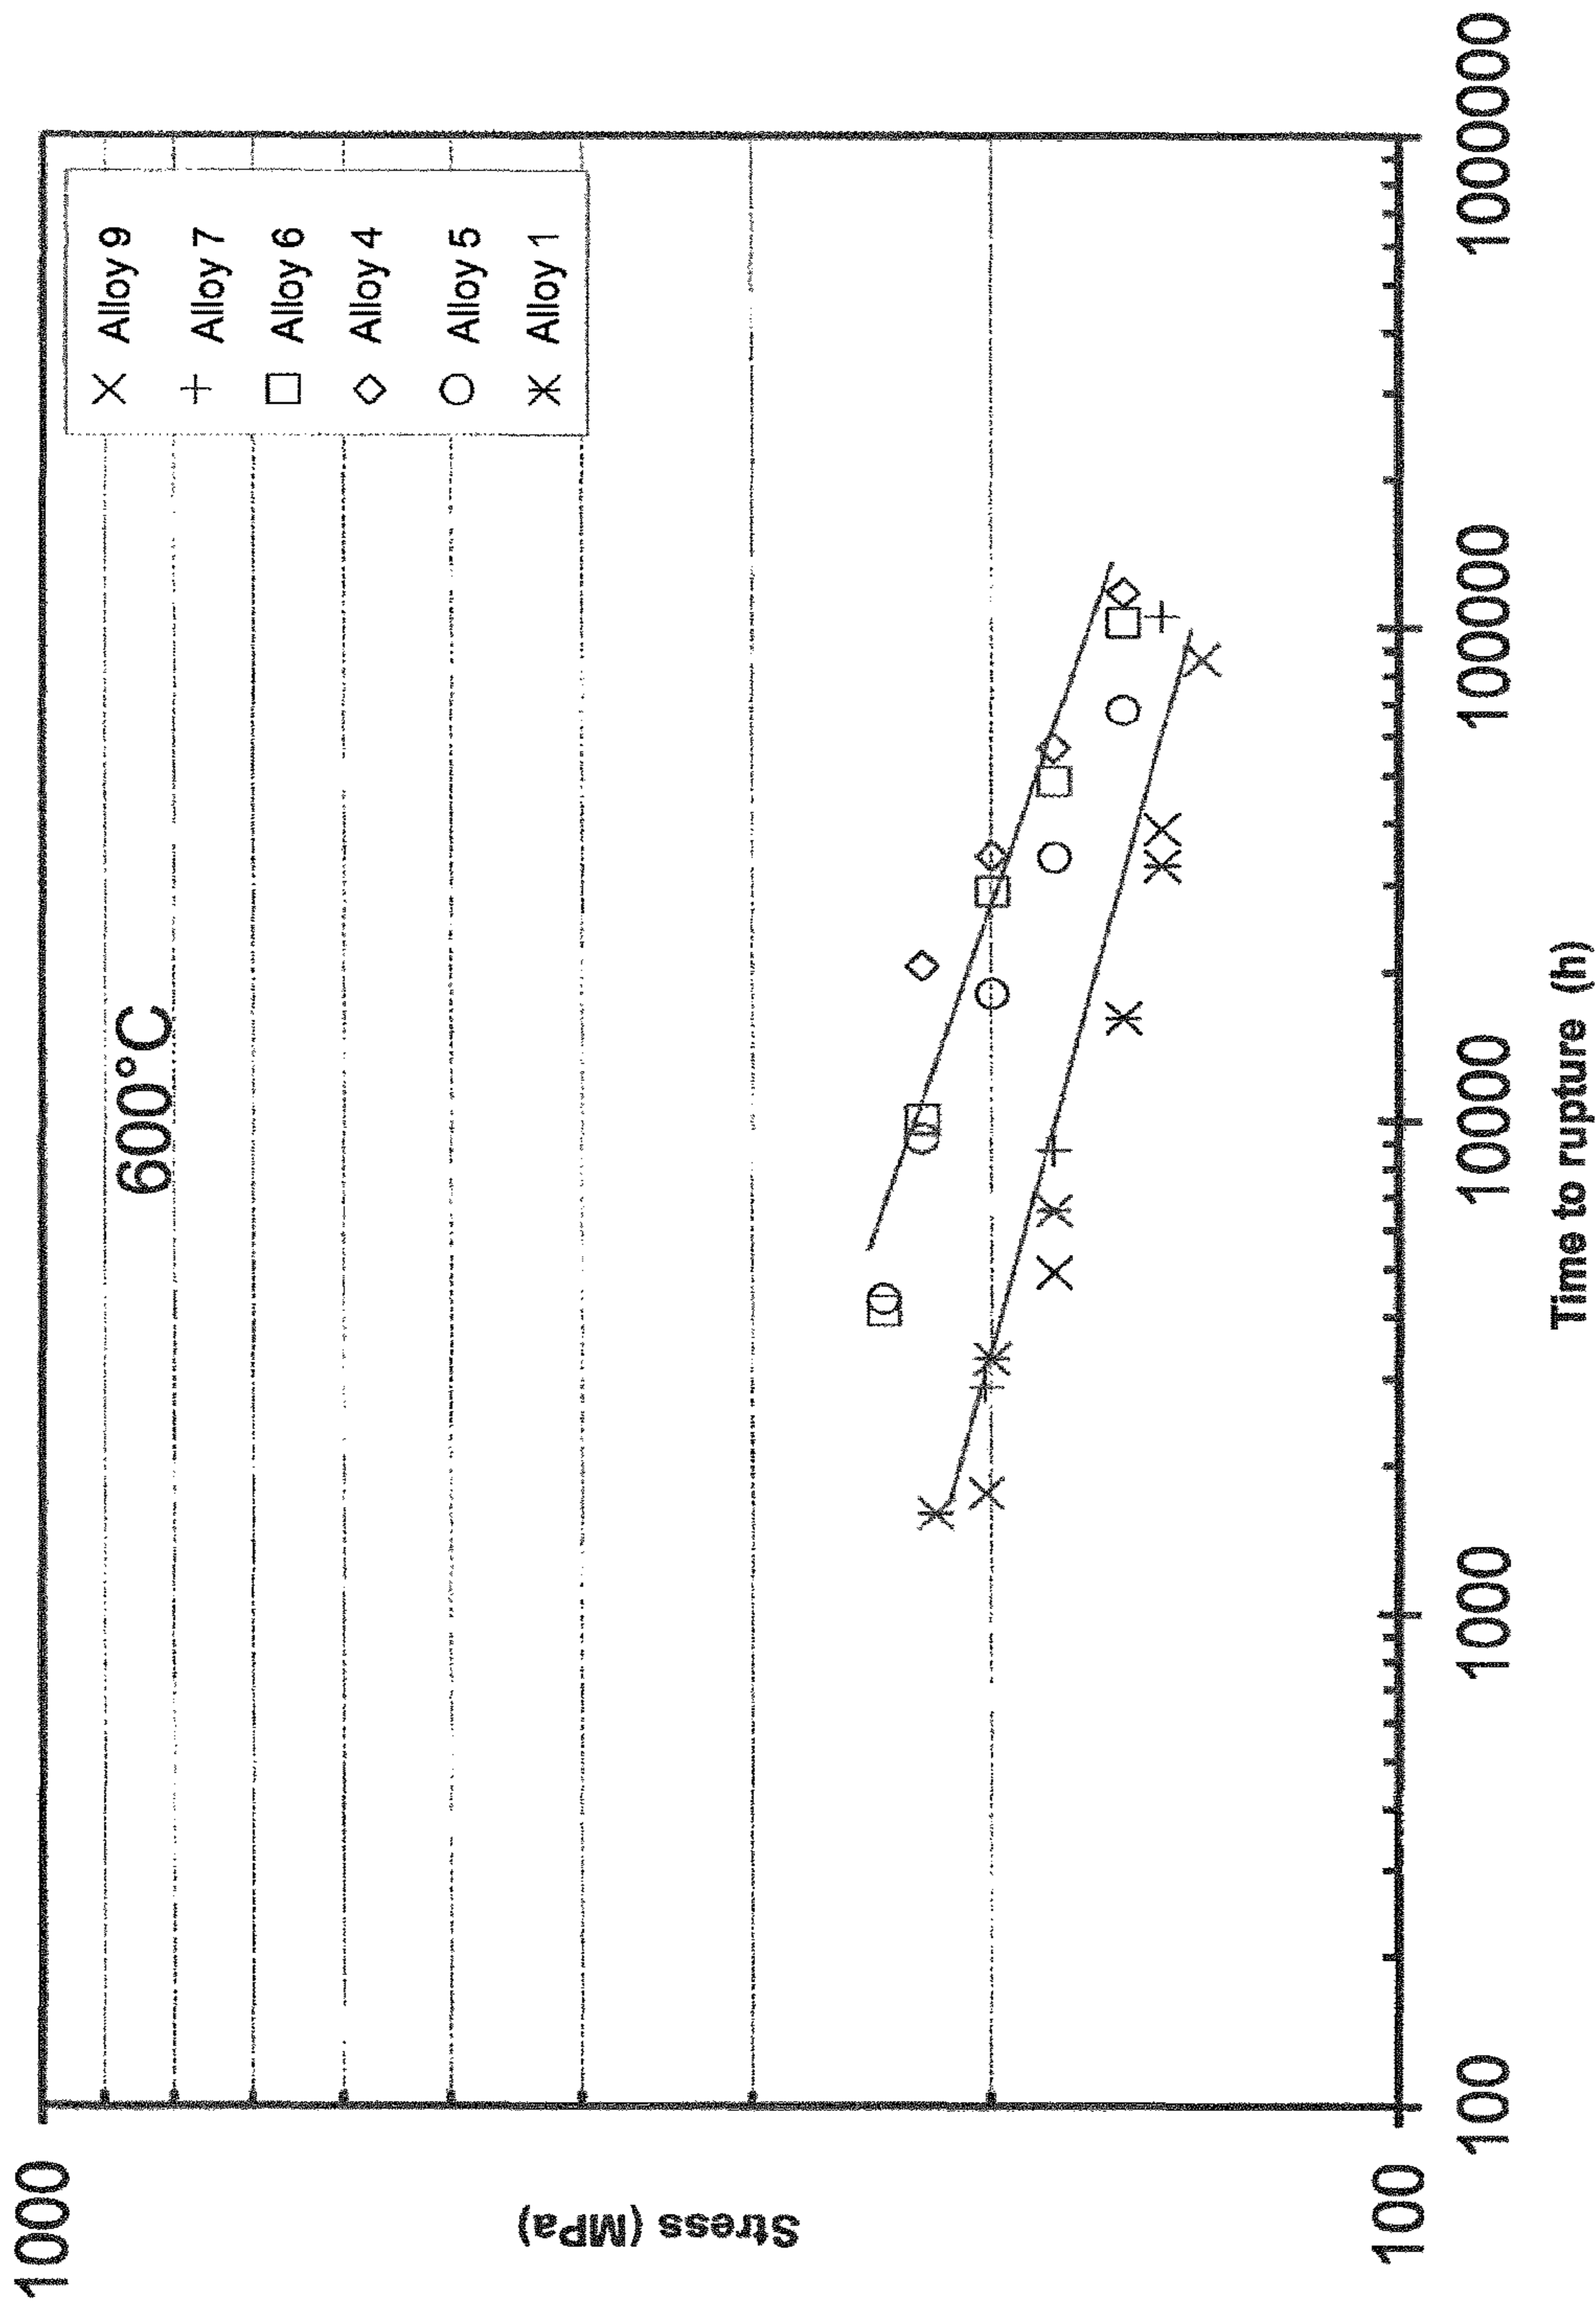 600°C
Alloy 9
Alloy 7
Alloy 6
Alloy 4
Alloy 5
Alloy 1
1000
Stress (MPa)
100
100
1000
10000
100000
1000000
Time to rupture (h)